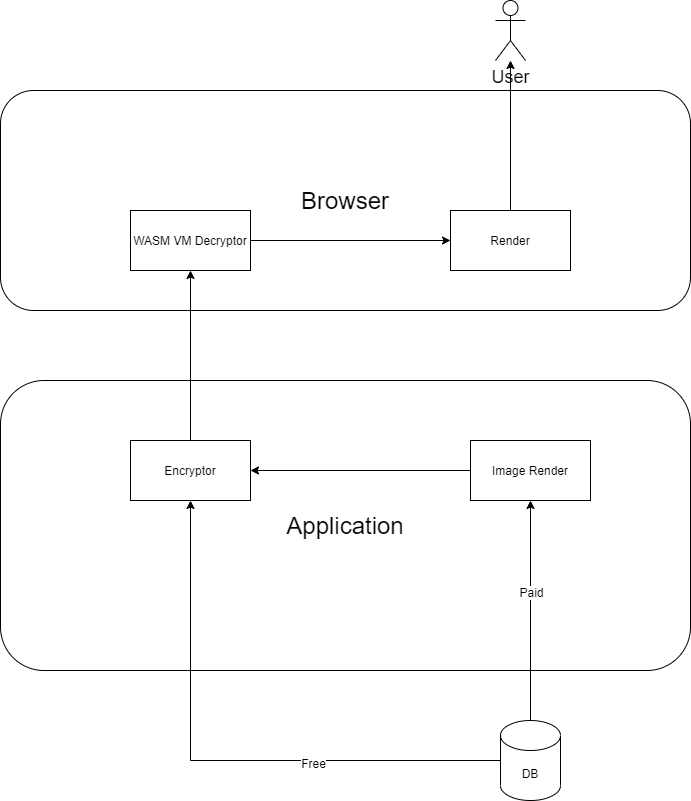 User
Browser
WASM VM Decryptor
Render
Encryptor
Image Render
Application
Paid
Free
DB